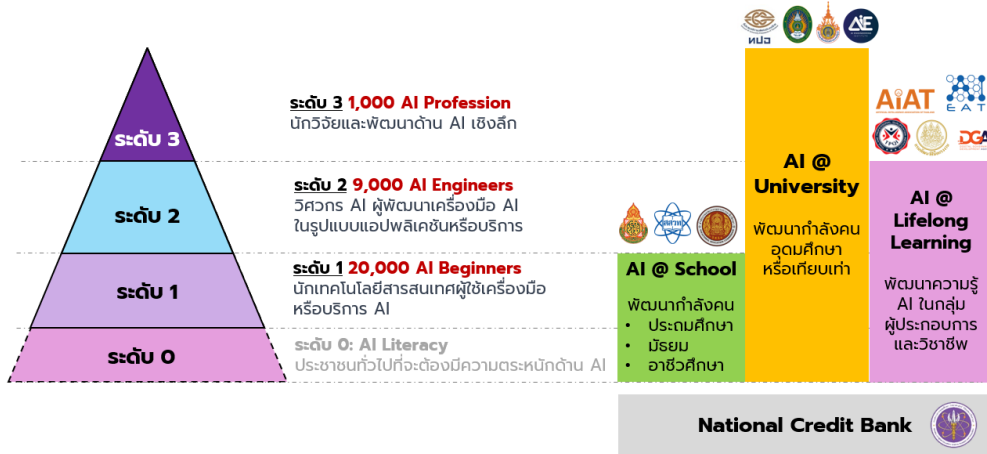 ระดับ 3
ระดับ 2
ระดับ 1
ระดับ 0
ระดับ 3 1,000 AI Profession
นักวิจัยและพัฒนาด้าน AI เชิงลึก
ระดับ 2 9,000 AI Engineers
วิศวกร AI ผู้พัฒนาเครื่องมือ AI
ในรูปแบบแอปพลิเคชันหรือบริการ
ระดับ 1 20,000 AI Beginners
นักเทคโนโลยีสารสนเทศผู้ใช้เครื่องมือ
หรือบริการ AI
ระดับ 0: AI Literacy
ประชาชนทั่วไปที่จะต้องมีความตระหนักด้าน AI
AI @ School
พัฒนากำลังคน
• ประถมศึกษา
• มัธยม
• อาชีวศึกษา
ทปอ
AiE
AI @
University
พัฒนากำลังคน
อุดมศึกษา
หรือเทียบเท่า
AiAT
EAT
DGA
AI @
Lifelong
Learning
พัฒนาความรู้
AI ในกลุ่ม
ผู้ประกอบการ
และวิชาชีพ
National Credit Bank